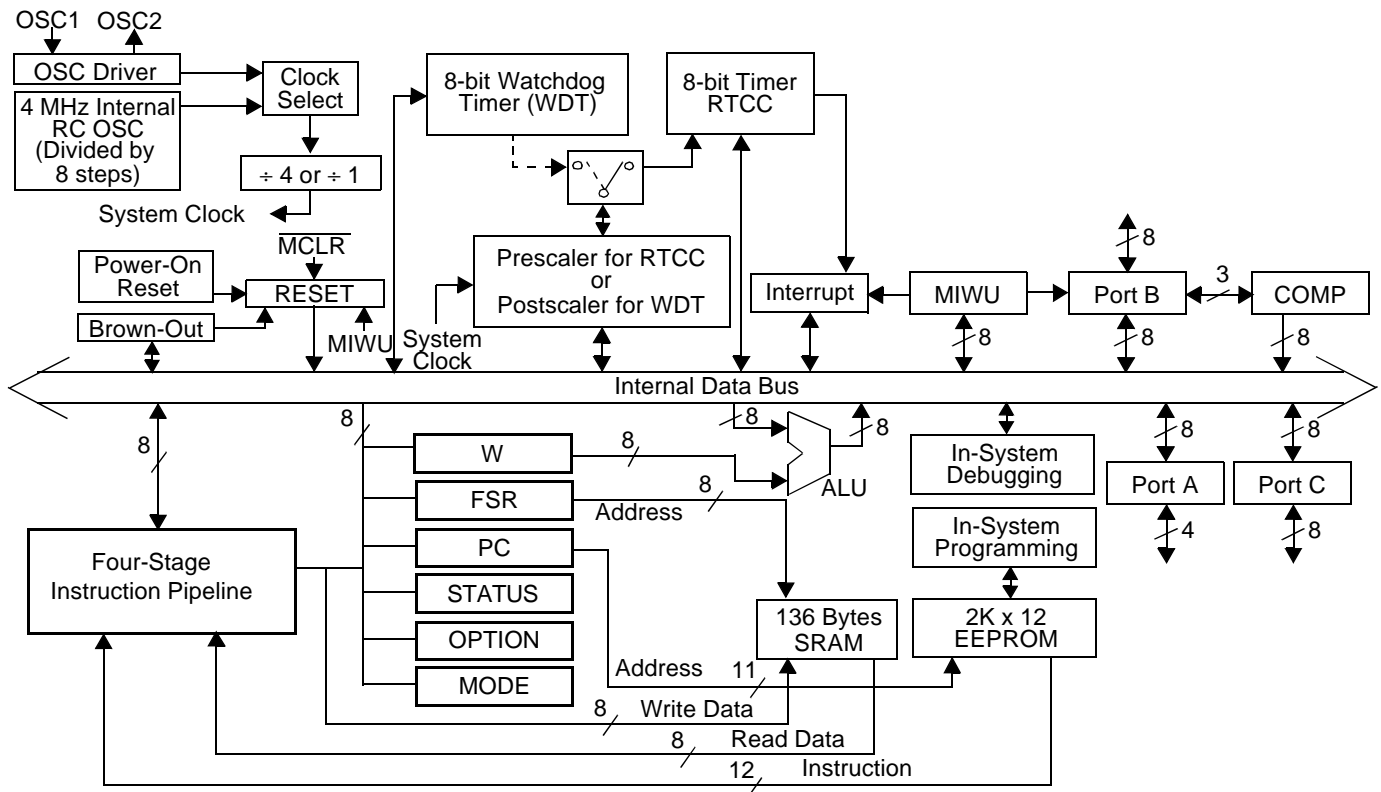 OSC1 OSC2
OSC Driver
4 MHz Internal
RC OSC
(Divided by
8 steps)
Clock
Select
÷ 4 or ÷ 1
System Clock
8-bit Watchdog
Timer (WDT)
8-bit Timer
RTCC
Power-On
Reset
Brown-Out
MCLR
RESET
MIWU
System
Clock
Prescaler for RTCC
or
Postscaler for WDT
Interrupt
MIWU
8
Port B
8
8
3
COMP
8
Internal Data Bus
8
8
8
8
8
8
W
8
FSR
8
Address
PC
STATUS
OPTION
MODE
ALU
In-System
Debugging
Port A
4
Port C
8
Four-Stage
Instruction Pipeline
In-System
Programming
136 Bytes
SRAM
2K x 12
EEPROM
Address
11
8
Write Data
8
Read Data
12
Instruction